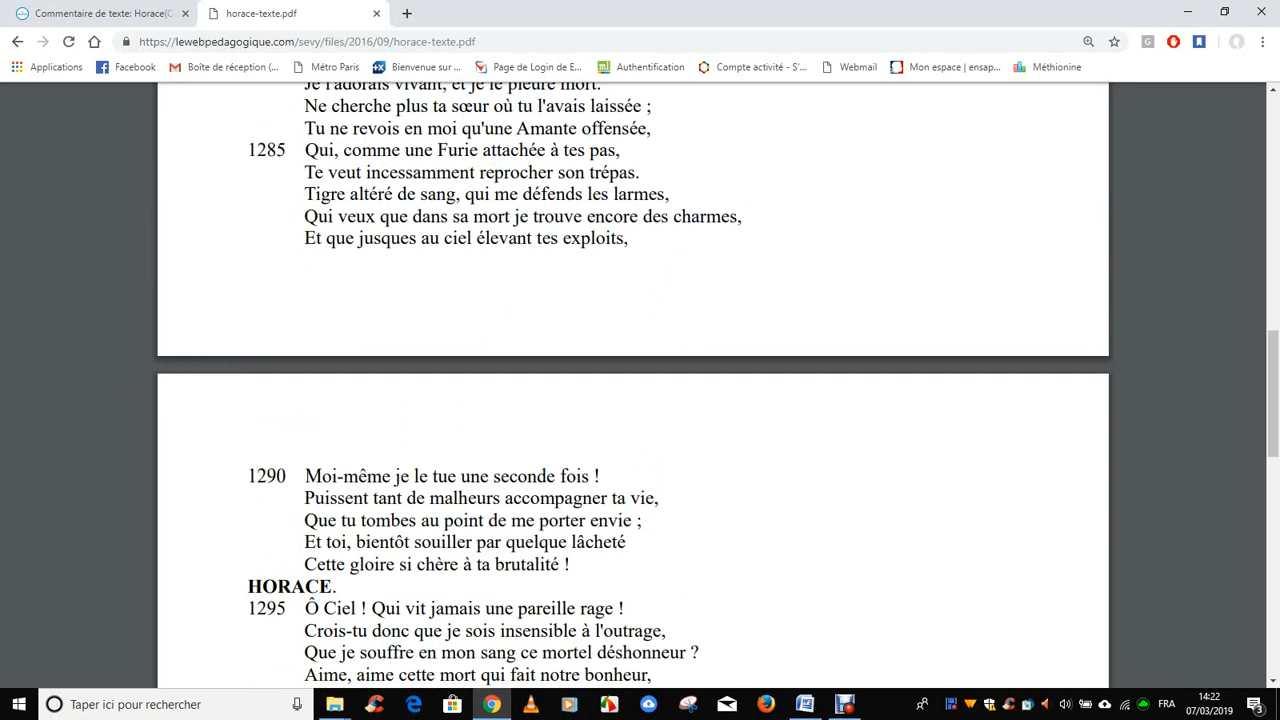 Commentaire de texte: Horace(C
horace-texte.pdf
https://lewebpedagogique.com/sevy/files/2016/09/horace-texte.pdf
Applications Facebook Boîte de réception (... Métro Paris Bienvenue sur ... Page de Login de E... Authentification Compte activité - S'... Webmail Mon espace | ensap... Méthionine
Je l'adorais vivant, et je le pleure mort.
Ne cherche plus ta sœur où tu l'avais laissée ;
Tu ne revois en moi qu'une Amante offensée,
1285 Qui, comme une Furie attachée à tes pas,
Te veut incessamment reprocher son trépas.
Tigre altéré de sang, qui me défends les larmes,
Qui veux que dans sa mort je trouve encore des charmes,
Et que jusques au ciel élevant tes exploits,
1290 Moi-même je le tue une seconde fois !
Puissent tant de malheurs accompagner ta vie,
Que tu tombes au point de me porter envie ;
Et toi, bientôt souiller par quelque lâcheté
Cette gloire si chère à ta brutalité !
HORACE.
1295 Ô Ciel ! Qui vit jamais une pareille rage !
Crois-tu donc que je sois insensible à l'outrage,
Que je souffre en mon sang ce mortel déshonneur ?
Aime, aime cette mort qui fait notre bonheur,
Taper ici pour rechercher
FRA
14:22
07/03/2019